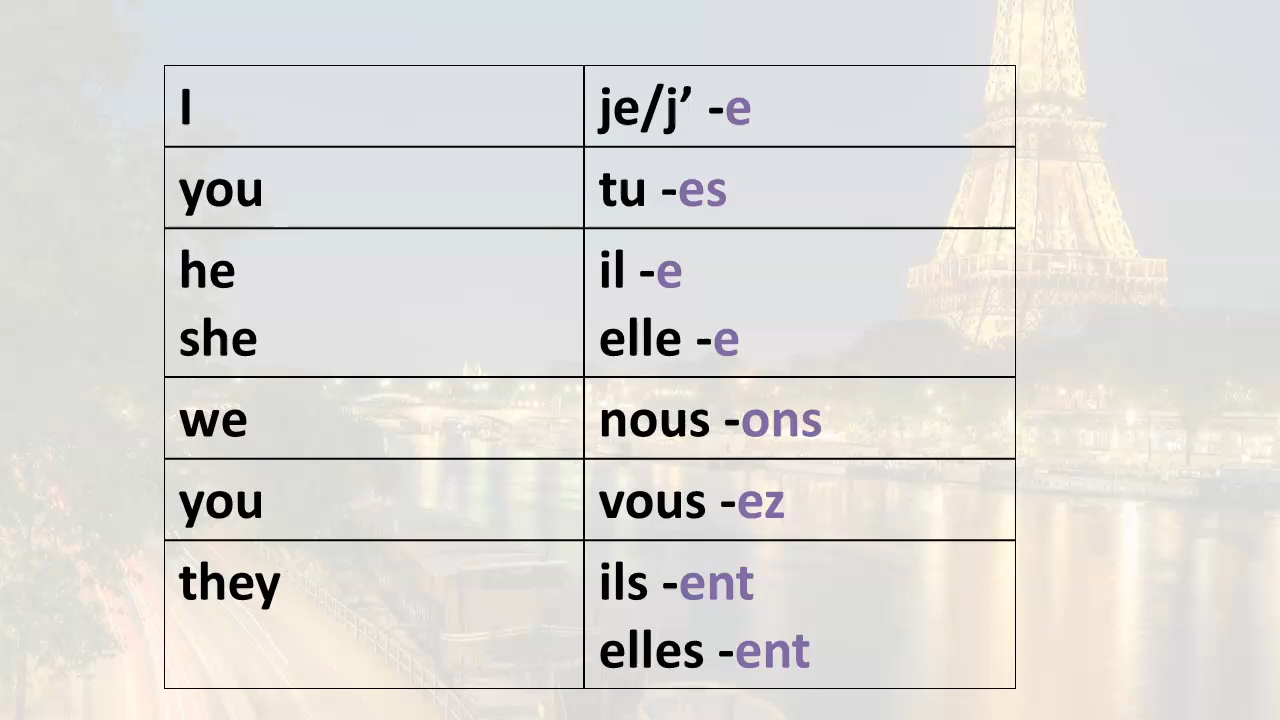 I je/j’ -e
you tu -es
he il -e
she elle -e
we nous -ons
you vous -ez
they ils -ent
elles -ent